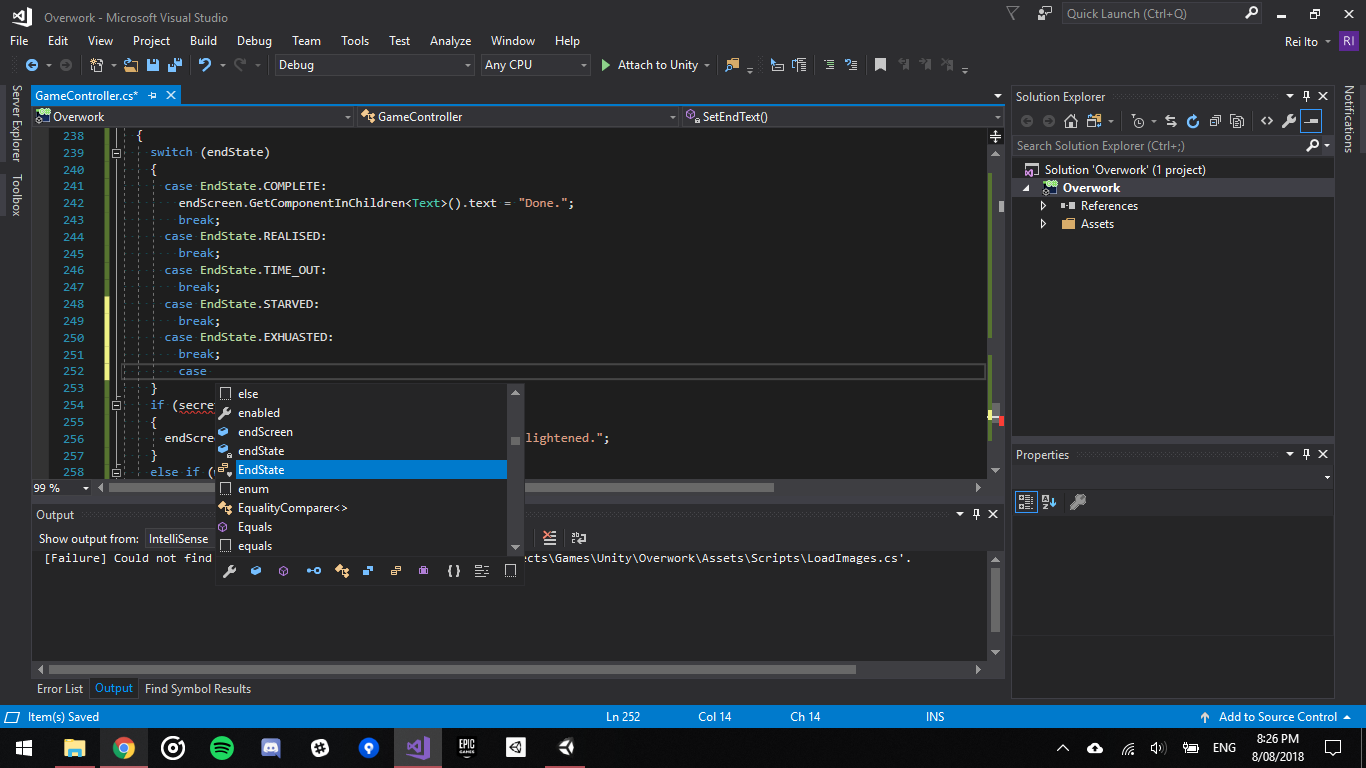 Overwork - Microsoft Visual Studio
Quick Launch (Ctrl+Q)
File Edit View Project Build Debug Team Tools Test Analyze Window Help
Rei Ito RI
Debug Any CPU Attach to Unity
Server Explorer
Toolbox
GameController.cs*
Overwork GameController SetEndText()
238 {
239 switch (endState)
240 {
241 case EndState.COMPLETE:
242 endScreen.GetComponentInChildren<Text>().text = "Done.";
243 break;
244 case EndState.REALISED:
245 break;
246 case EndState.TIME_OUT:
247 break;
248 case EndState.STARVED:
249 break;
250 case EndState.EXHUASTED:
251 break;
252 case
253 }
254 if (secre
255 {
256 endScree lightened.";
257 }
258 else if (
else
enabled
endScreen
endState
EndState
enum
EqualityComparer<>
Equals
equals
99 %
Output
Show output from: IntelliSense
[Failure] Could not find ects\Games\Unity\Overwork\Assets\Scripts\LoadImages.cs'.
Error List Output Find Symbol Results
Solution Explorer
Search Solution Explorer (Ctrl+;)
Solution 'Overwork' (1 project)
Overwork
References
Assets
Properties
Notifications
Item(s) Saved Ln 252 Col 14 Ch 14 INS Add to Source Control
EPIC
GAMES
ENG
8:26 PM
8/08/2018